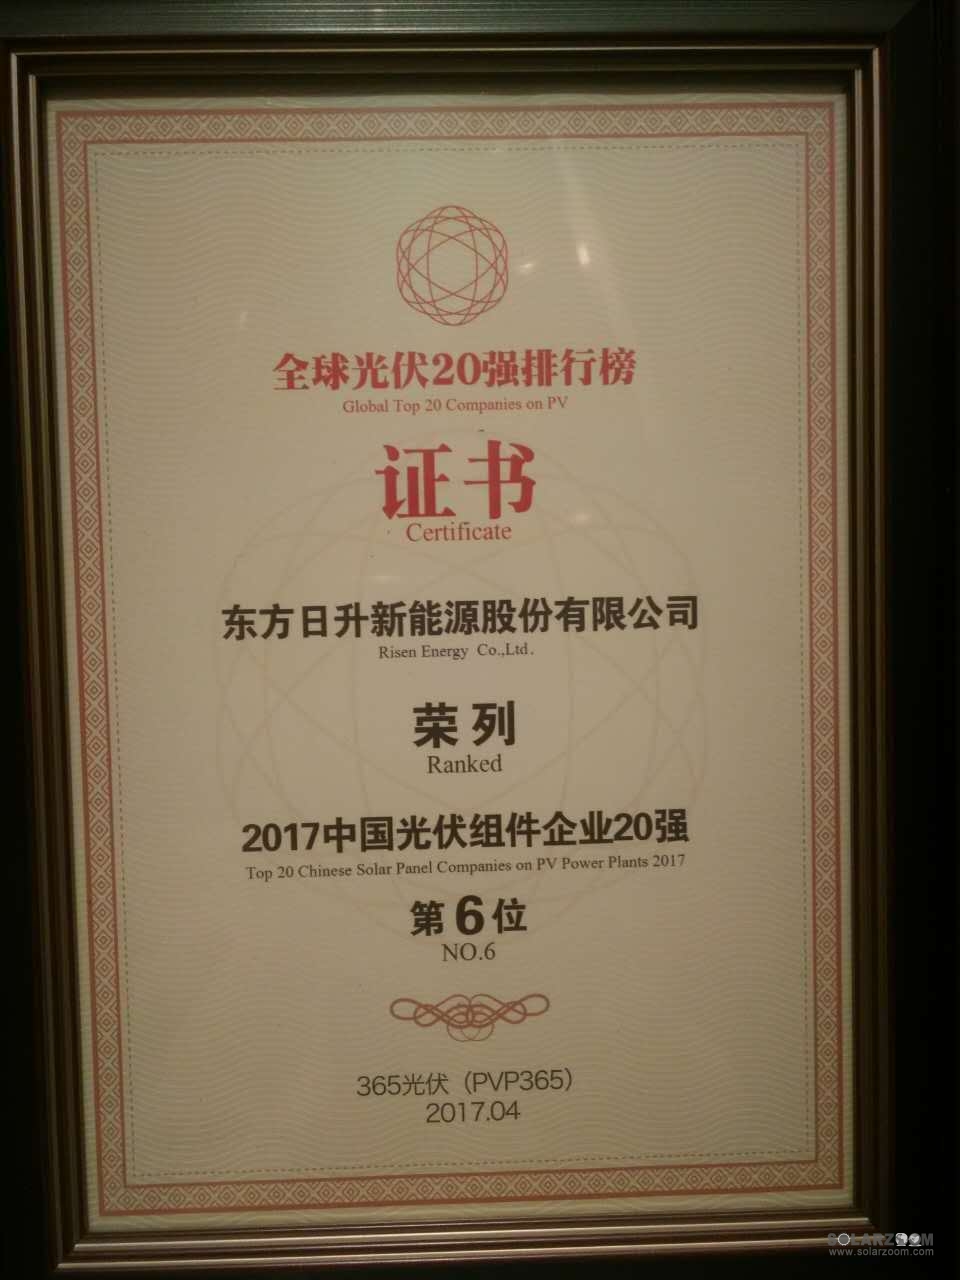 全球光伏20强排行榜
Global Top 20 Companies on PV
证书
Certificate
东方日升新能源股份有限公司
Risen Energy Co.,Ltd.
荣列
Ranked
2017中国光伏组件企业20强
Top 20 Chinese Solar Panel Companies on PV Power Plants 2017
第6位
NO.6
365光伏（PVP365）
2017.04
SOLARZOOM
www.solarzoom.com